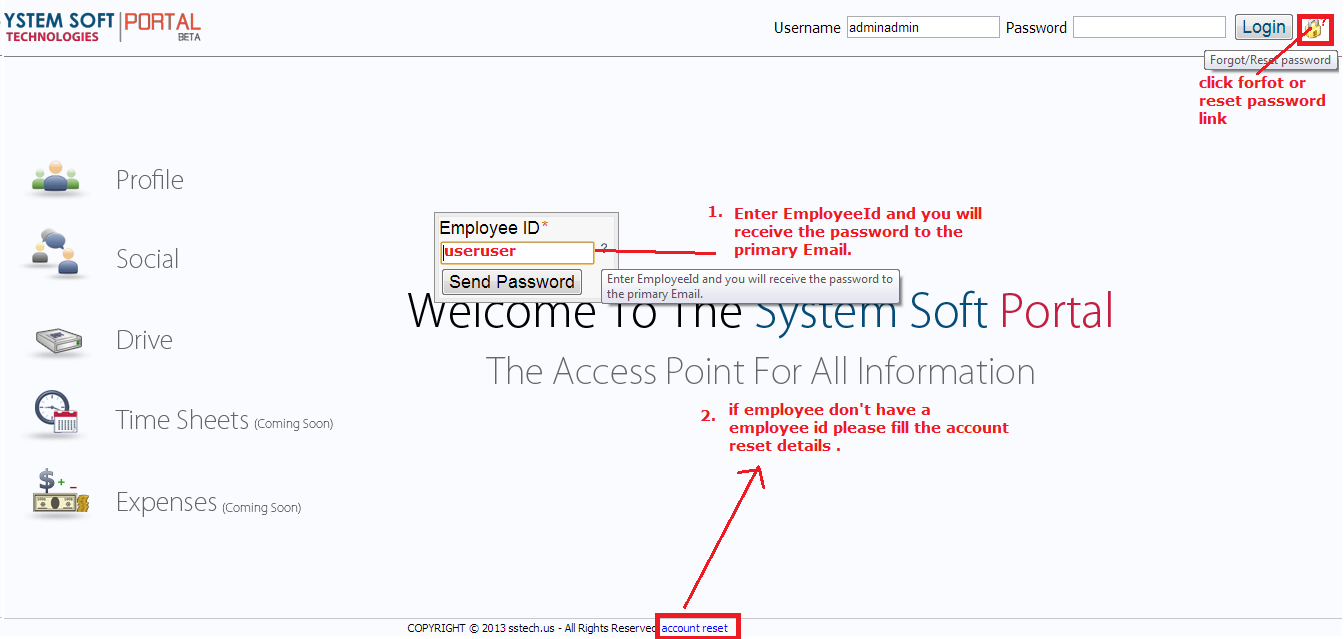 YSTEM SOFT PORTAL
TECHNOLOGIES BETA
Username adminadmin Password Login
Forgot/Reset password
click forfot or
reset password
link
Profile
Social
Drive
Time Sheets (Coming Soon)
Expenses (Coming Soon)
Employee ID*
useruser ?
Send Password
1. Enter EmployeeId and you will
receive the password to the
primary Email.
Enter EmployeeId and you will receive the password to
the primary Email.
Welcome To The System Soft Portal
The Access Point For All Information
2. if employee don't have a
employee id please fill the account
reset details .
COPYRIGHT © 2013 sstech.us - All Rights Reserved account reset